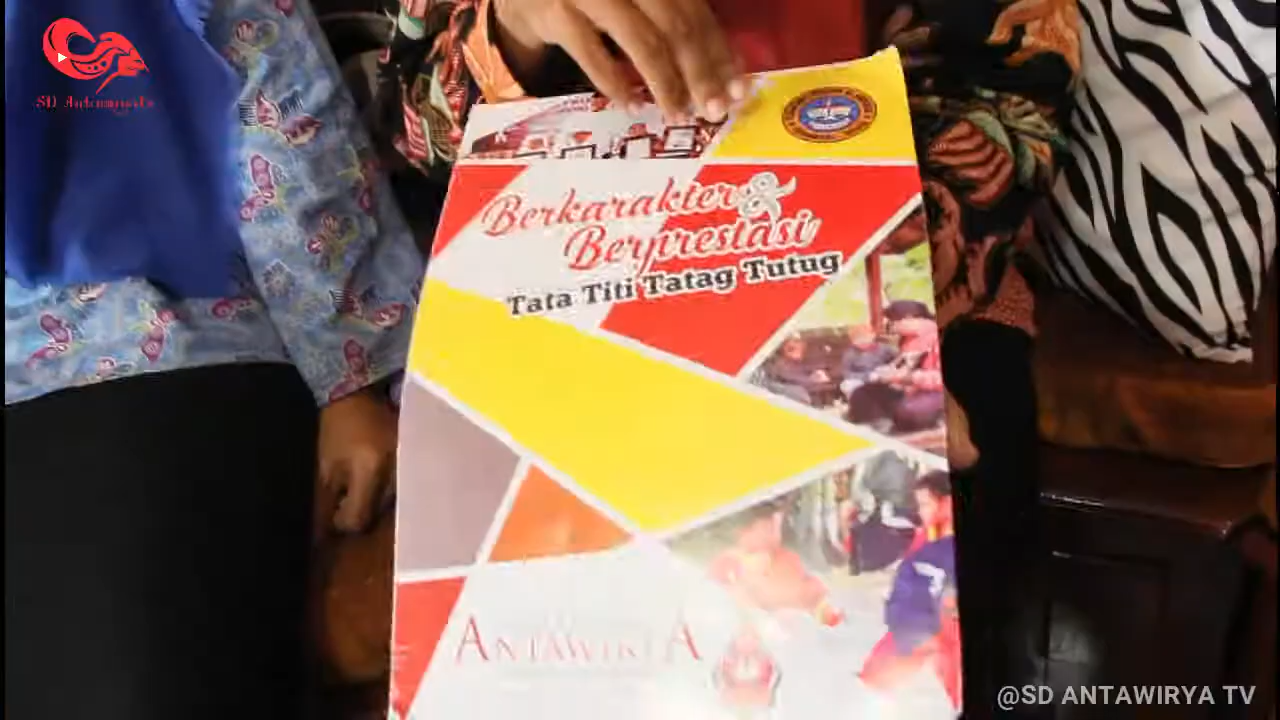 SD Antawirya
Berkarakter &
Berprestasi
Tata Titi Tatag Tutug
ANTAWIRYA
@SD ANTAWIRYA TV